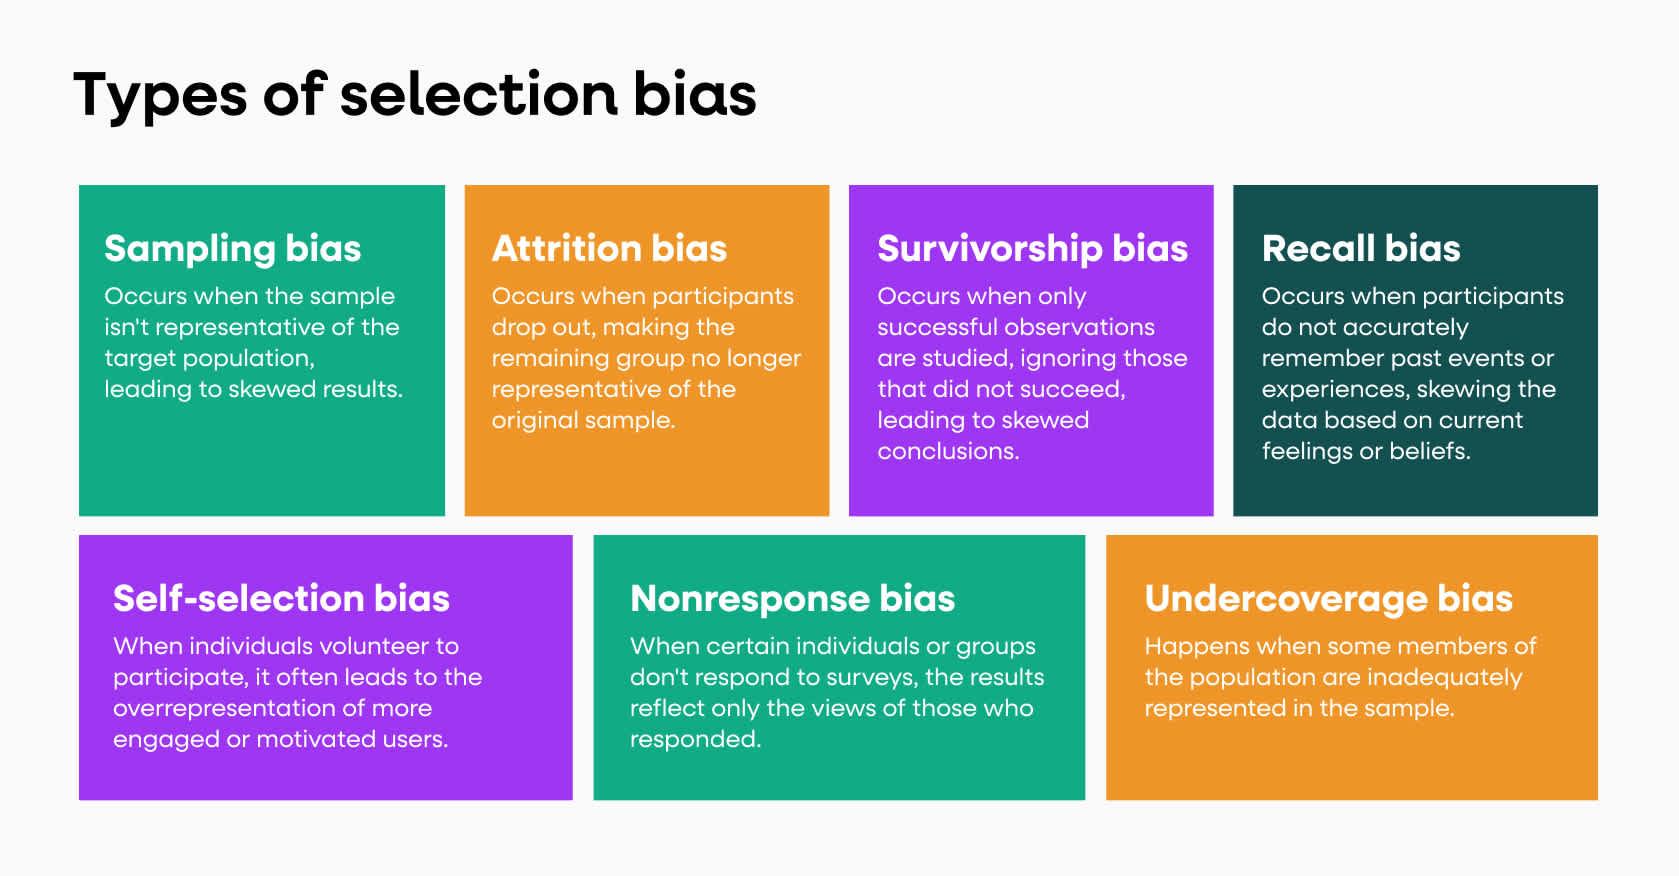 Types of selection bias
Sampling bias
Occurs when the sample
isn't representative of the
target population,
leading to skewed results.
Attrition bias
Occurs when participants
drop out, making the
remaining group no longer
representative of the
original sample.
Survivorship bias
Occurs when only
successful observations
are studied, ignoring those
that did not succeed,
leading to skewed
conclusions.
Recall bias
Occurs when participants
do not accurately
remember past events or
experiences, skewing the
data based on current
feelings or beliefs.
Self-selection bias
When individuals volunteer to
participate, it often leads to the
overrepresentation of more
engaged or motivated users.
Nonresponse bias
When certain individuals or groups
don't respond to surveys, the results
reflect only the views of those who
responded.
Undercoverage bias
Happens when some members of
the population are inadequately
represented in the sample.